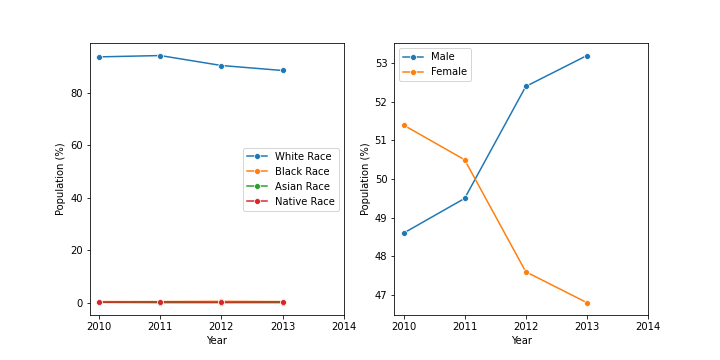 80
60
40
20
0
Population (%)
White Race
Black Race
Asian Race
Native Race
2010 2011 2012 2013 2014
Year
53
52
51
50
49
48
47
Population (%)
Male
Female
2010 2011 2012 2013 2014
Year